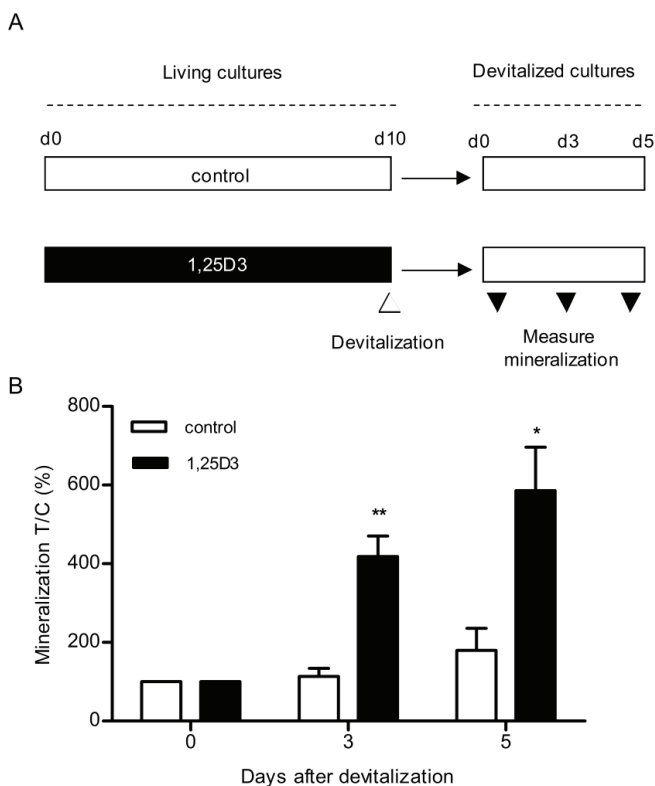 A
Living cultures
Devitalized cultures
d0
d10
d0
d3
d5
control
1,25D3
Devitalization
Measure
mineralization
B
800
600
400
200
0
Mineralization T/C (%)
control
1,25D3
**
*
0
3
5
Days after devitalization